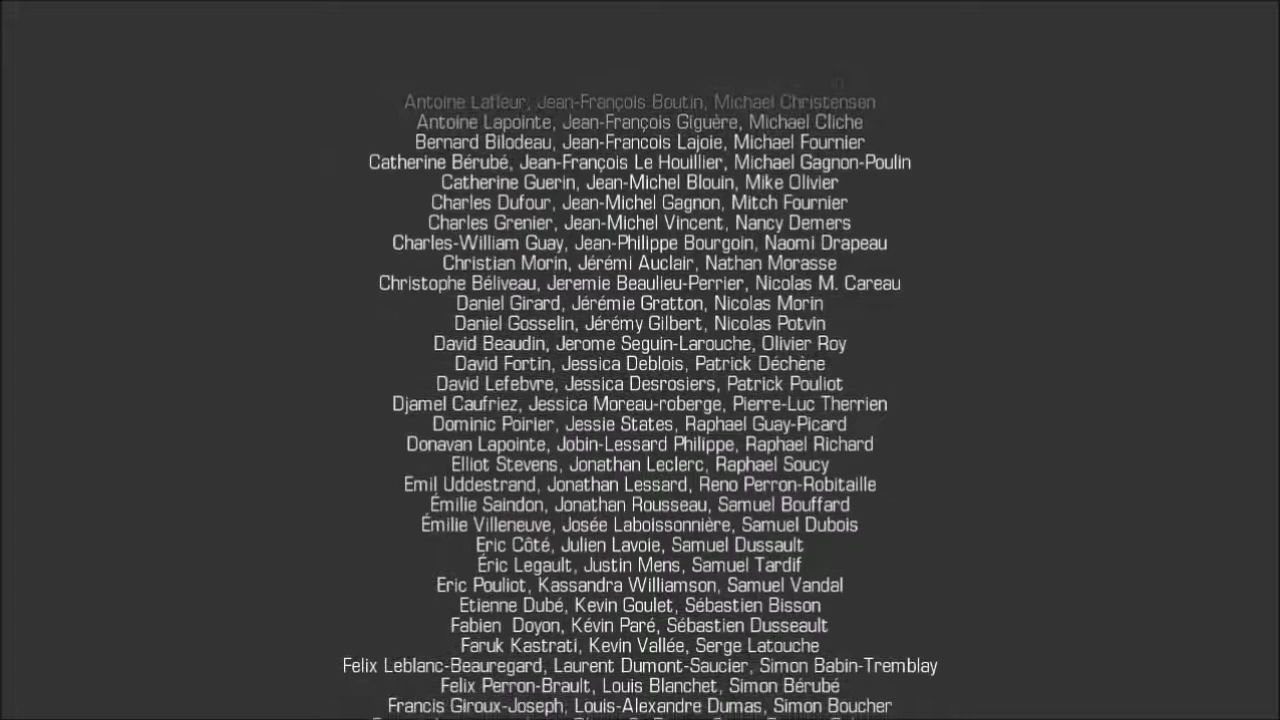 Antoine Lafleur, Jean-François Boutin, Michael Christensen
Antoine Lapointe, Jean-François Giguère, Michael Cliche
Bernard Bilodeau, Jean-Francois Lajoie, Michael Fournier
Catherine Bérubé, Jean-François Le Houillier, Michael Gagnon-Poulin
Catherine Guerin, Jean-Michel Blouin, Mike Olivier
Charles Dufour, Jean-Michel Gagnon, Mitch Fournier
Charles Grenier, Jean-Michel Vincent, Nancy Demers
Charles-William Guay, Jean-Philippe Bourgoin, Naomi Drapeau
Christian Morin, Jérémi Auclair, Nathan Morasse
Christophe Béliveau, Jeremie Beaulieu-Perrier, Nicolas M. Careau
Daniel Girard, Jérémie Gratton, Nicolas Morin
Daniel Gosselin, Jérémy Gilbert, Nicolas Potvin
David Beaudin, Jerome Seguin-Larouche, Olivier Roy
David Fortin, Jessica Deblois, Patrick Déchène
David Lefebvre, Jessica Desrosiers, Patrick Pouliot
Djamel Caufriez, Jessica Moreau-roberge, Pierre-Luc Therrien
Dominic Poirier, Jessie States, Raphael Guay-Picard
Donavan Lapointe, Jobin-Lessard Philippe, Raphael Richard
Elliot Stevens, Jonathan Leclerc, Raphael Soucy
Emil Uddestrand, Jonathan Lessard, Reno Perron-Robitaille
Émilie Saindon, Jonathan Rousseau, Samuel Bouffard
Émilie Villeneuve, Josée Laboissonnière, Samuel Dubois
Eric Côté, Julien Lavoie, Samuel Dussault
Éric Legault, Justin Mens, Samuel Tardif
Eric Pouliot, Kassandra Williamson, Samuel Vandal
Etienne Dubé, Kevin Goulet, Sébastien Bisson
Fabien Doyon, Kévin Paré, Sébastien Dusseault
Faruk Kastrati, Kevin Vallée, Serge Latouche
Felix Leblanc-Beauregard, Laurent Dumont-Saucier, Simon Babin-Tremblay
Felix Perron-Brault, Louis Blanchet, Simon Bérubé
Francis Giroux-Joseph, Louis-Alexandre Dumas, Simon Boucher